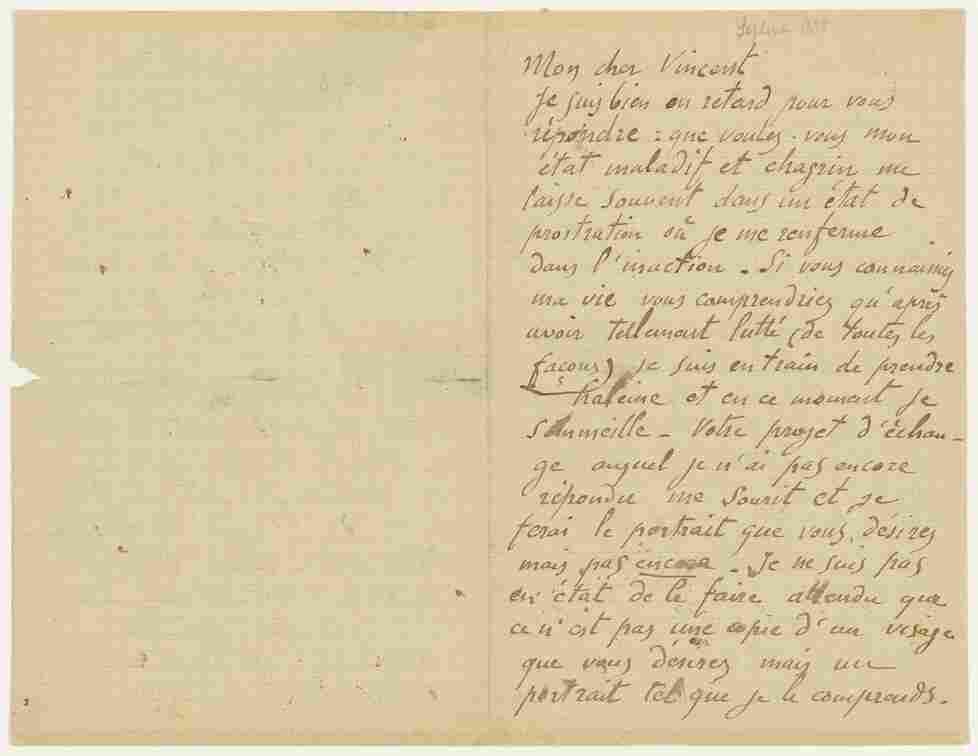 Mon cher Vincent
Je suis bien en retard pour vous
répondre : que voulez-vous mon
état maladif et chagrin me
laisse souvent dans un état de
prostration où je me renferme
dans l'inaction. Si vous connaissiez
ma vie vous comprendriez qu'après
avoir tellement lutté (de toutes les
façons) je suis en train de prendre
haleine et en ce moment je
sommeille - Votre projet d'échan-
ge auquel je n'ai pas encore
répondu me sourit et je
ferai le portrait que vous désirez
mais pas encore. Je ne suis pas
en état de le faire attendu que
ce n'est pas une copie d'un visage
que vous désirez mais un
portrait tel que je le comprends.